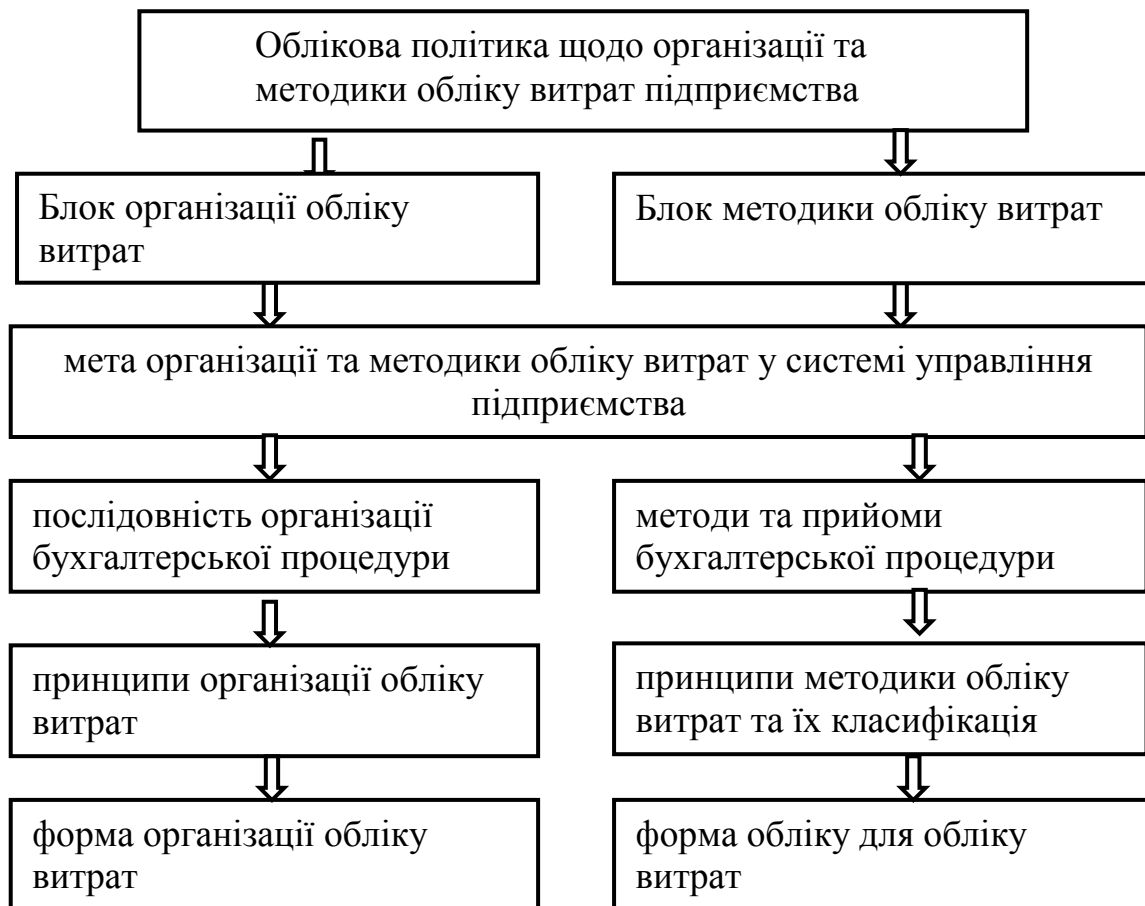 Облікова політика щодо організації та
методики обліку витрат підприємства
Блок організації обліку
витрат
Блок методики обліку витрат
мета організації та методики обліку витрат у системі управління
підприємства
послідовність організації
бухгалтерської процедури
методи та прийоми
бухгалтерської процедури
принципи організації обліку
витрат
принципи методики обліку
витрат та їх класифікація
форма організації обліку
витрат
форма обліку для обліку
витрат